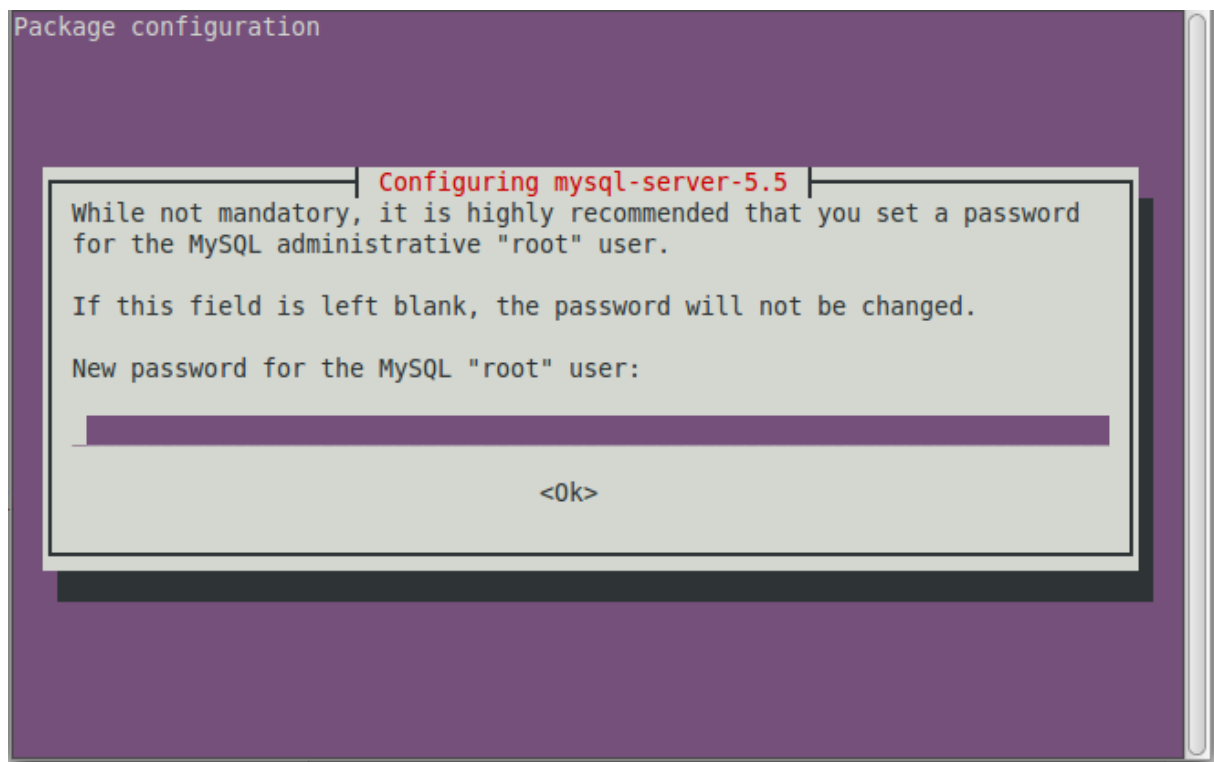 Package configuration
Configuring mysql-server-5.5
While not mandatory, it is highly recommended that you set a password
for the MySQL administrative "root" user.
If this field is left blank, the password will not be changed.
New password for the MySQL "root" user:
<Ok>